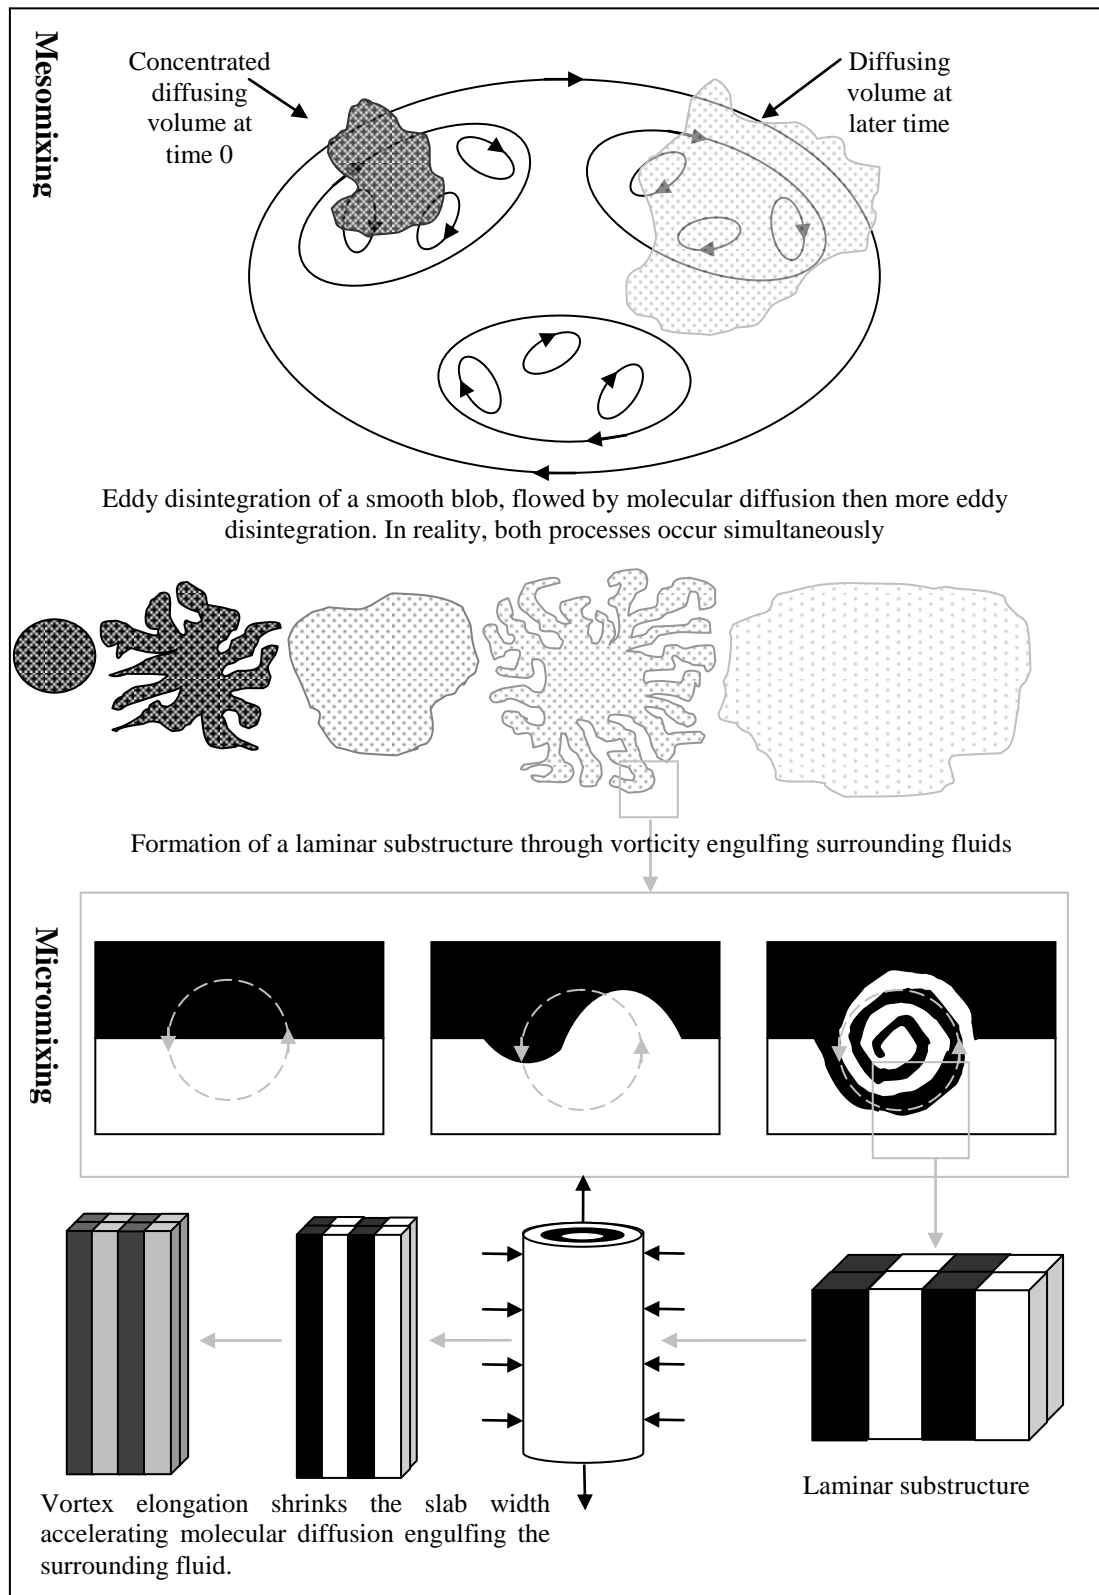 Mesomixing
Concentrated
diffusing
volume at
time 0
Diffusing
volume at
later time
Eddy disintegration of a smooth blob, flowed by molecular diffusion then more eddy
disintegration. In reality, both processes occur simultaneously
Formation of a laminar substructure through vorticity engulfing surrounding fluids
Micromixing
Laminar substructure
Vortex elongation shrinks the slab width
accelerating molecular diffusion engulfing the
surrounding fluid.